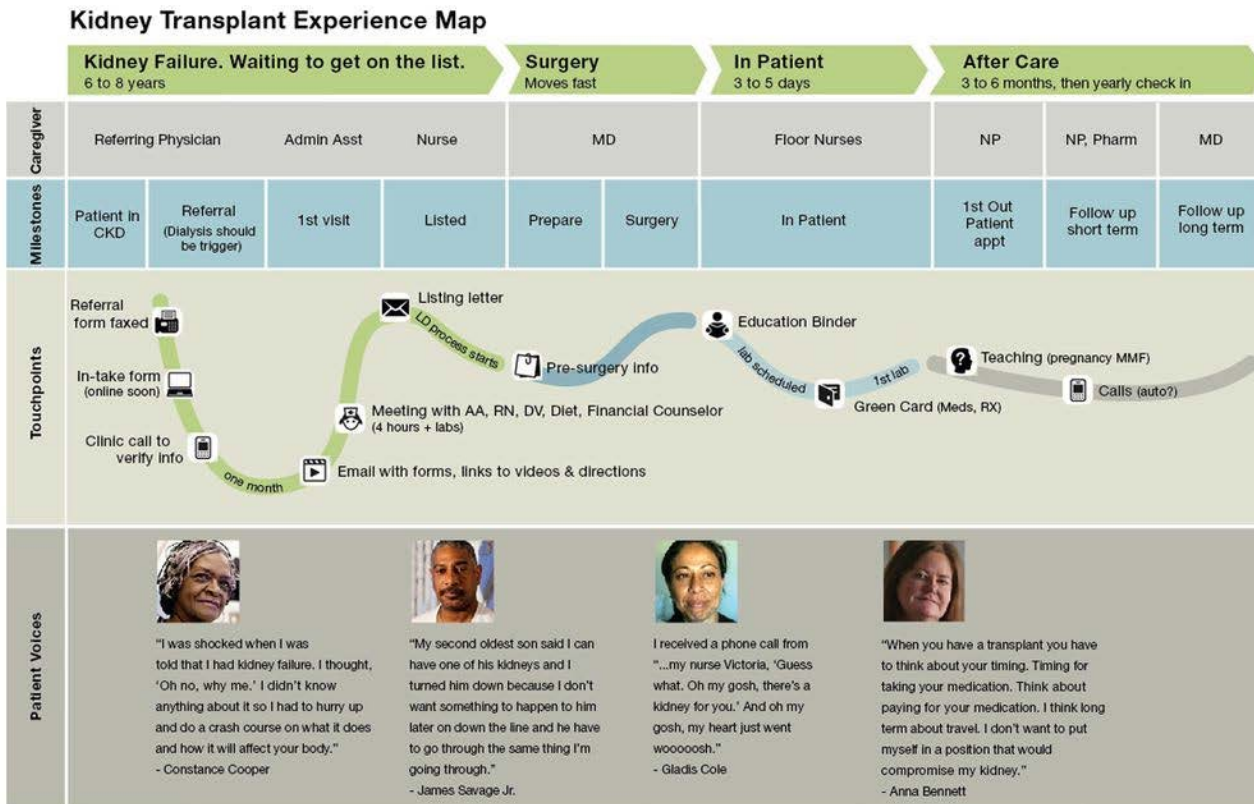 Kidney Transplant Experience Map
Kidney Failure. Waiting to get on the list.
6 to 8 years
Surgery
Moves fast
In Patient
3 to 5 days
After Care
3 to 6 months, then yearly check in
Caregiver
Referring Physician
Admin Asst
Nurse
MD
Floor Nurses
NP
NP, Pharm
MD
Milestones
Patient in
CKD
Referral
(Dialysis should
be trigger)
1st visit
Listed
Prepare
Surgery
In Patient
1st Out
Patient
appt
Follow up
short term
Follow up
long term
Touchpoints
Referral
form faxed
In-take form
(online soon)
Clinic call to
verify info
one month
Email with forms, links to videos & directions
Meeting with AA, RN, DV, Diet, Financial Counselor
(4 hours + labs)
Listing letter
LD process starts
Pre-surgery info
Education Binder
lab scheduled
Green Card (Meds, RX)
1st lab
?
Teaching (pregnancy MMF)
Calls (auto?)
Patient Voices
"I was shocked when I was
told that I had kidney failure. I thought,
'Oh no, why me.' I didn't know
anything about it so I had to hurry up
and do a crash course on what it does
and how it will affect your body."
- Constance Cooper
"My second oldest son said I can
have one of his kidneys and I
turned him down because I don't
want something to happen to him
later on down the line and he have
to go through the same thing I'm
going through."
- James Savage Jr.
I received a phone call from
"...my nurse Victoria, 'Guess
what. Oh my gosh, there's a
kidney for you.' And oh my
gosh, my heart just went
wooooosh."
- Gladis Cole
"When you have a transplant you have
to think about your timing. Timing for
taking your medication. Think about
paying for your medication. I think long
term about travel. I don't want to put
myself in a position that would
compromise my kidney."
- Anna Bennett